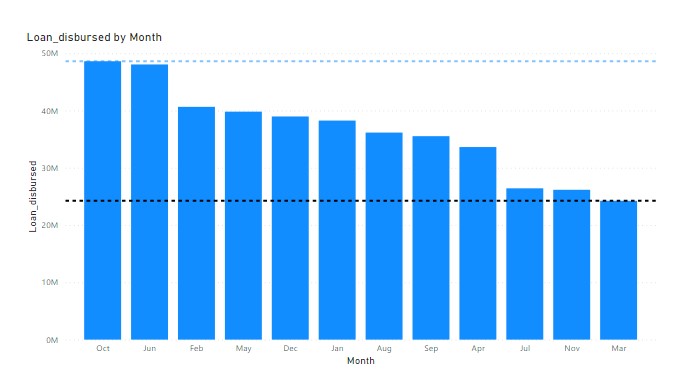 Loan_disbursed by Month
50M
40M
30M
20M
10M
0M
Loan_disbursed
Oct Jun Feb May Dec Jan Aug Sep Apr Jul Nov Mar
Month